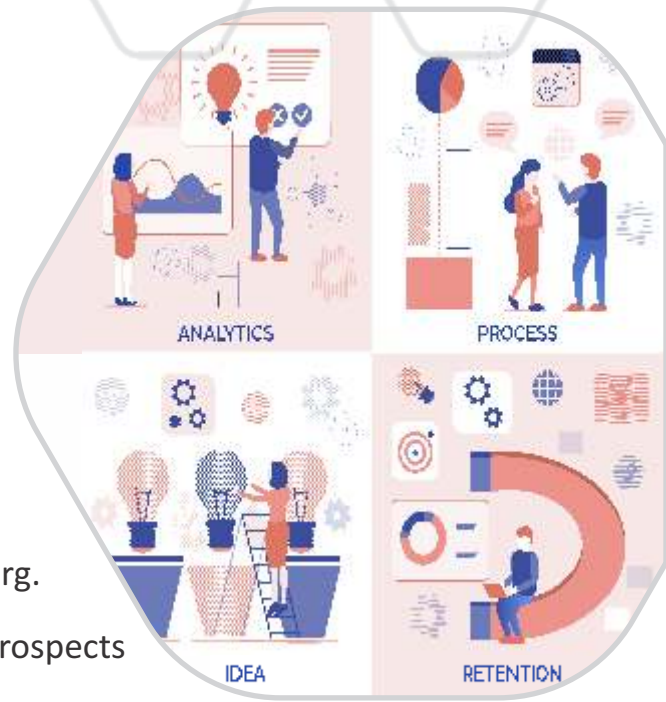 ANALYTICS
PROCESS
rg.
rospects
IDEA
RETENTION